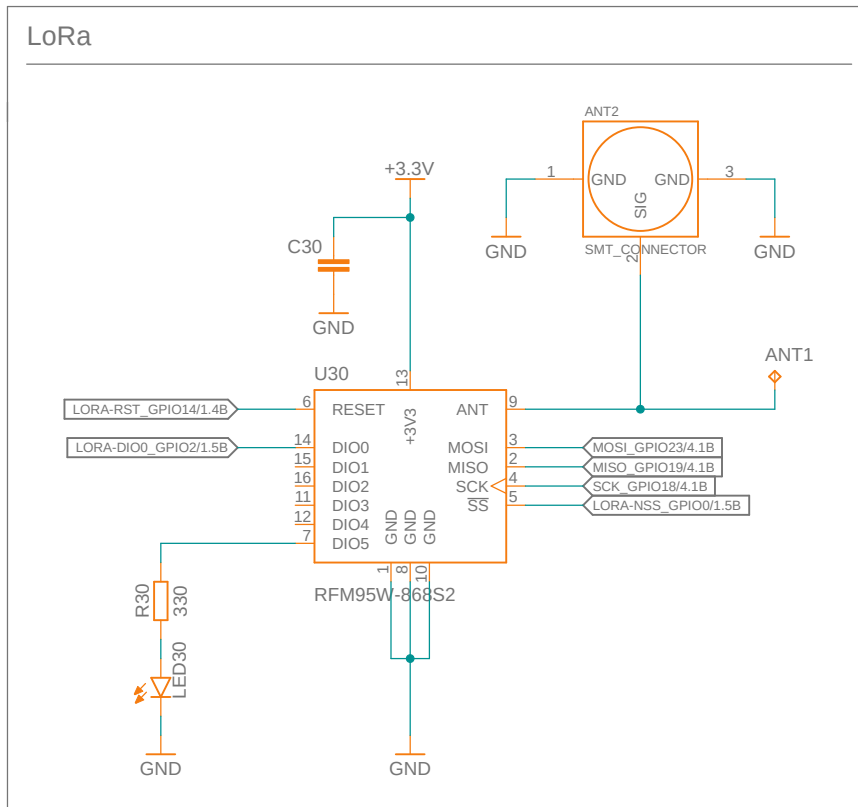 LoRa
ANT2
+3.3V
1
GND
GND
3
SIG
C30
GND
SMT_CONNECTOR
GND
2
GND
ANT1
U30
13
LORA-RST_GPIO14/1.4B
6
RESET
+3V3
ANT
9
LORA-DIO0_GPIO2/1.5B
14
DIO0
MOSI
3
MOSI_GPIO23/4.1B
15
DIO1
MISO
2
MISO_GPIO19/4.1B
16
DIO2
SCK
4
SCK_GPIO18/4.1B
11
DIO3
SS
5
LORA-NSS_GPIO0/1.5B
12
DIO4
7
DIO5
GND
GND
GND
1
8
10
RFM95W-868S2
R30
330
LED30
GND
GND